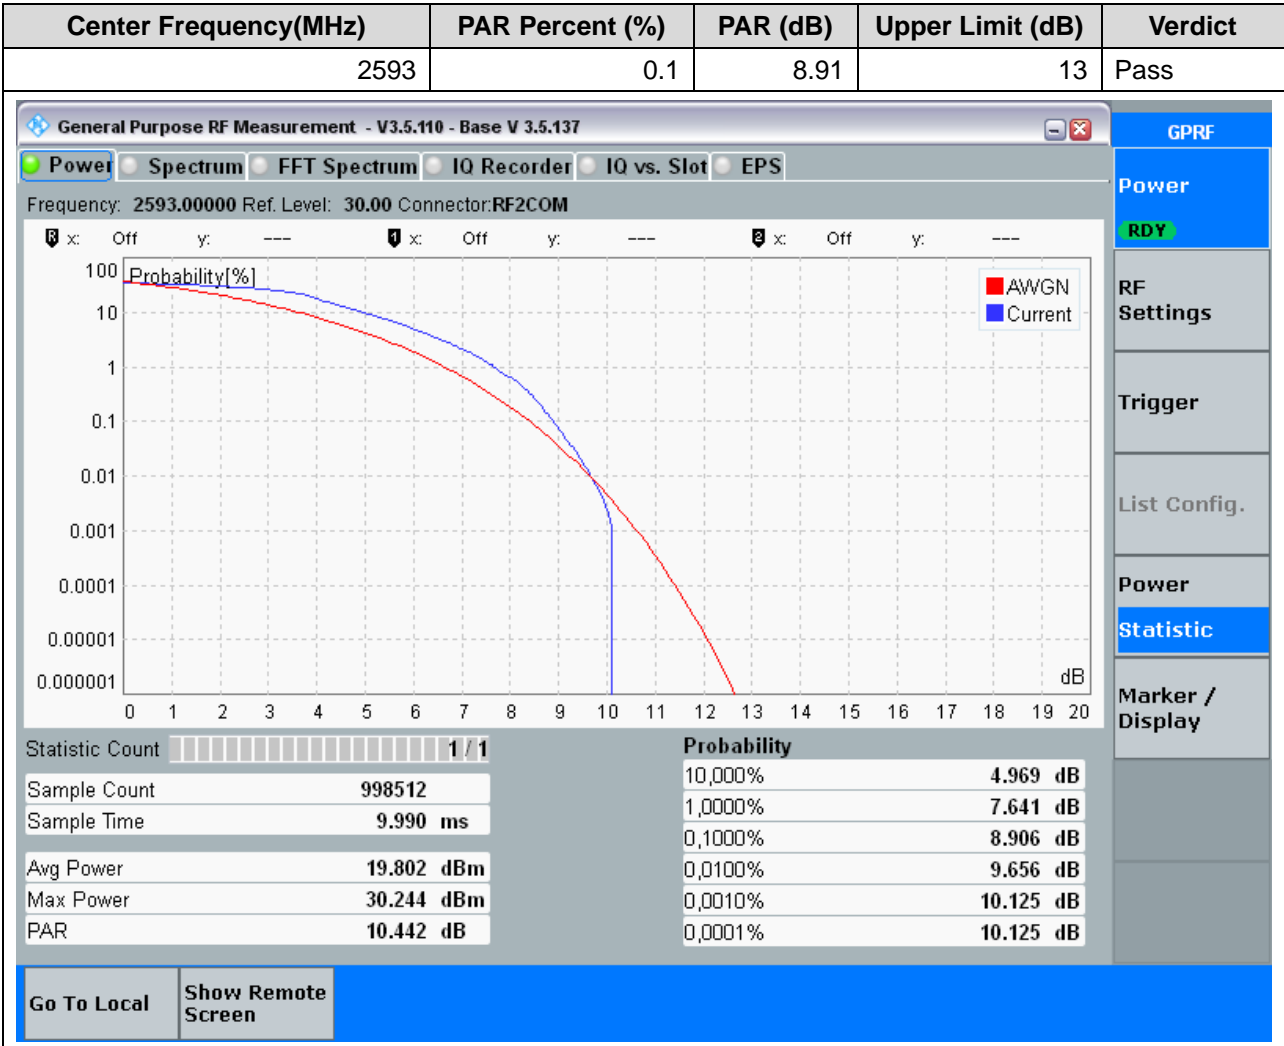 Center Frequency(MHz) PAR Percent (%) PAR (dB) Upper Limit (dB) Verdict
2593 0.1 8.91 13 Pass
General Purpose RF Measurement - V3.5.110 - Base V 3.5.137
GPRF
Power Spectrum FFT Spectrum IQ Recorder IQ vs. Slot EPS
Frequency: 2593.00000 Ref. Level: 30.00 Connector:RF2COM
R x: Off y: --- 1 x: Off y: --- 2 x: Off y: ---
Probability[%]
AWGN
Current
100
10
1
0.1
0.01
0.001
0.0001
0.00001
0.000001
dB
0 1 2 3 4 5 6 7 8 9 10 11 12 13 14 15 16 17 18 19 20
Statistic Count 1 / 1
Sample Count 998512
Sample Time 9.990 ms
Avg Power 19.802 dBm
Max Power 30.244 dBm
PAR 10.442 dB
Probability
10,000% 4.969 dB
1,0000% 7.641 dB
0,1000% 8.906 dB
0,0100% 9.656 dB
0,0010% 10.125 dB
0,0001% 10.125 dB
Power
RDY
RF
Settings
Trigger
List Config.
Power
Statistic
Marker /
Display
Go To Local
Show Remote
Screen